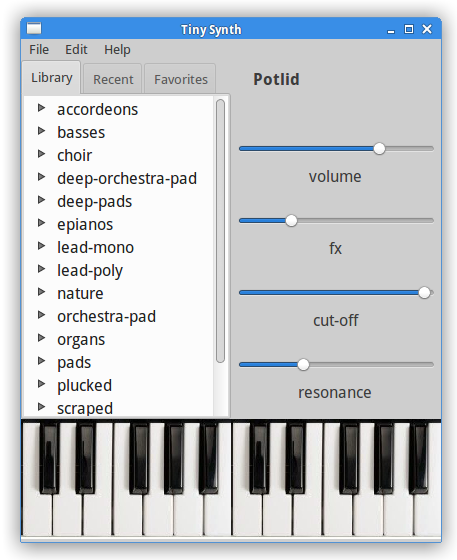 Tiny Synth
File Edit Help
Library Recent Favorites
accordeons
basses
choir
deep-orchestra-pad
deep-pads
epianos
lead-mono
lead-poly
nature
orchestra-pad
organs
pads
plucked
scraped
Potlid
volume
fx
cut-off
resonance